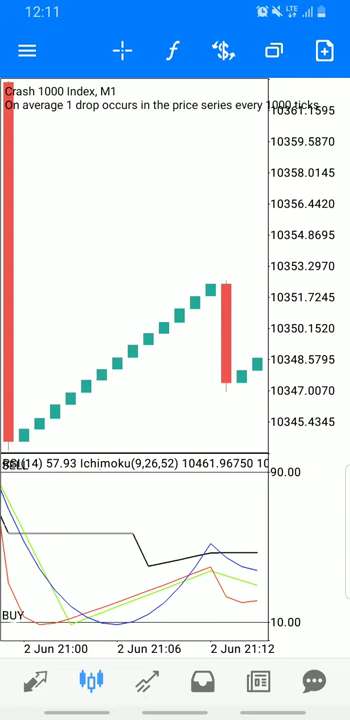 12:11
LTE
Crash 1000 Index, M1
On average 1 drop occurs in the price series every 1000 ticks
10361.1595
10359.5870
10358.0145
10356.4420
10354.8695
10353.2970
10351.7245
10350.1520
10348.5795
10347.0070
10345.4345
RSI(14) 57.93 Ichimoku(9,26,52) 10461.96750 10
SELL
90.00
BUY
10.00
2 Jun 21:00
2 Jun 21:06
2 Jun 21:12